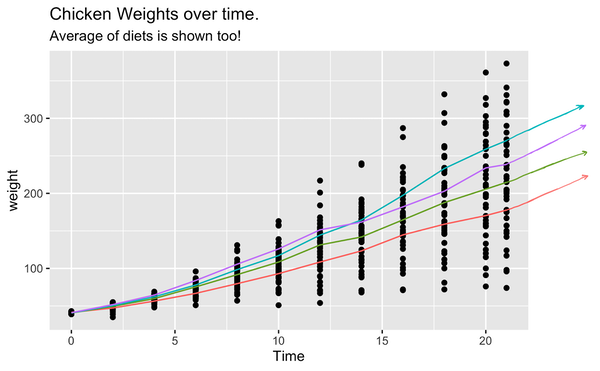 Chicken Weights over time.
Average of diets is shown too!
weight
300
200
100
0 5 10 15 20
Time